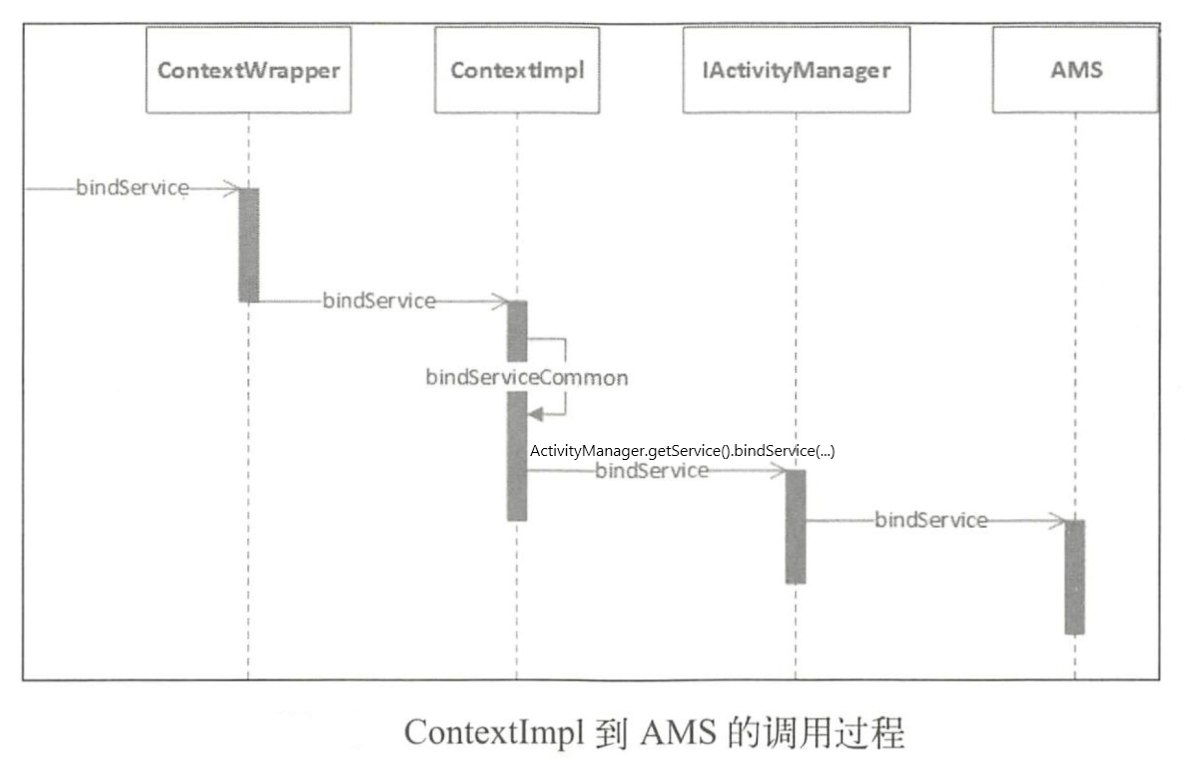 ContextWrapper
ContextImpl
IActivityManager
AMS
bindService
bindService
bindServiceCommon
ActivityManager.getService().bindService(...)
bindService
bindService
ContextImpl 到 AMS 的调用过程